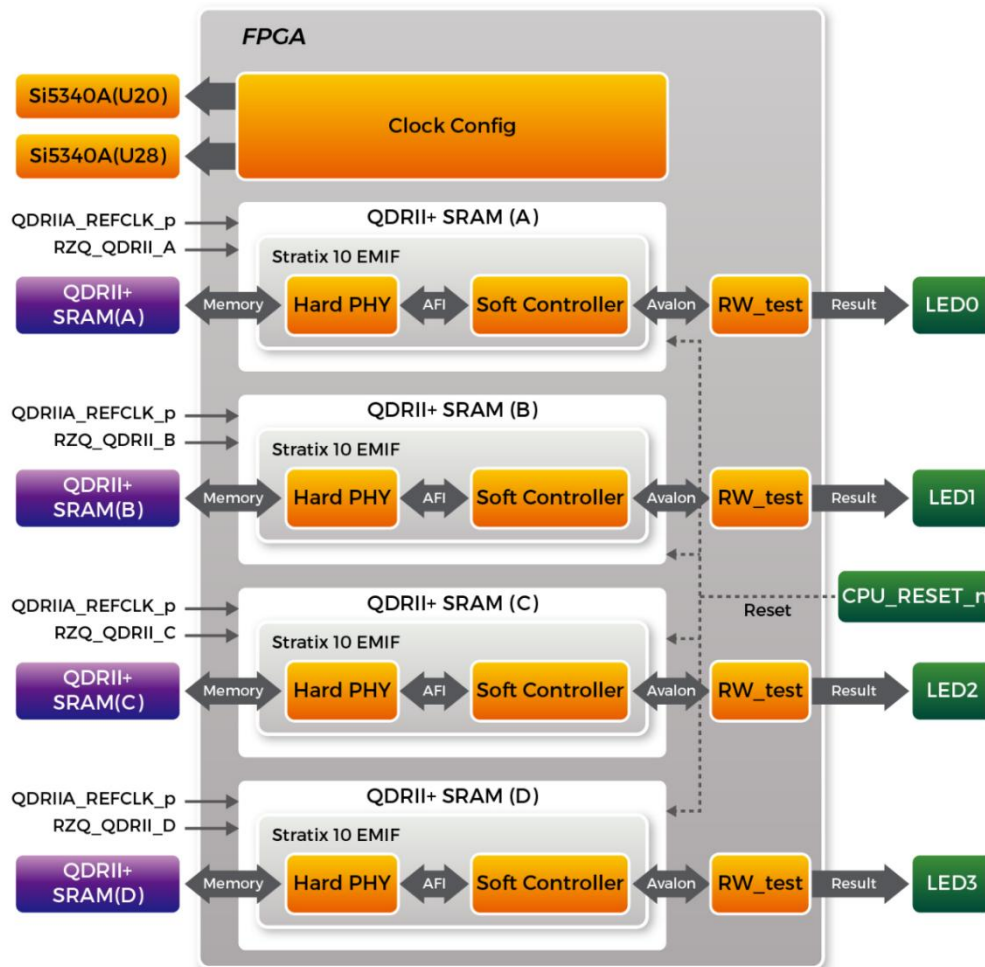 FPGA
Si5340A(U20)
Clock Config
Si5340A(U28)
QDRIIA_REFCLK_p
RZQ_QDRII_A
QDRII+ SRAM (A)
Stratix 10 EMIF
QDRII+
SRAM(A)
Memory
Hard PHY
AFI
Soft Controller
Avalon
RW_test
Result
LED0
QDRIIA_REFCLK_p
RZQ_QDRII_B
QDRII+ SRAM (B)
Stratix 10 EMIF
QDRII+
SRAM(B)
Memory
Hard PHY
AFI
Soft Controller
Avalon
RW_test
Result
LED1
CPU_RESET_n
Reset
QDRIIA_REFCLK_p
RZQ_QDRII_C
QDRII+ SRAM (C)
Stratix 10 EMIF
QDRII+
SRAM(C)
Memory
Hard PHY
AFI
Soft Controller
Avalon
RW_test
Result
LED2
QDRIIA_REFCLK_p
RZQ_QDRII_D
QDRII+ SRAM (D)
Stratix 10 EMIF
QDRII+
SRAM(D)
Memory
Hard PHY
AFI
Soft Controller
Avalon
RW_test
Result
LED3